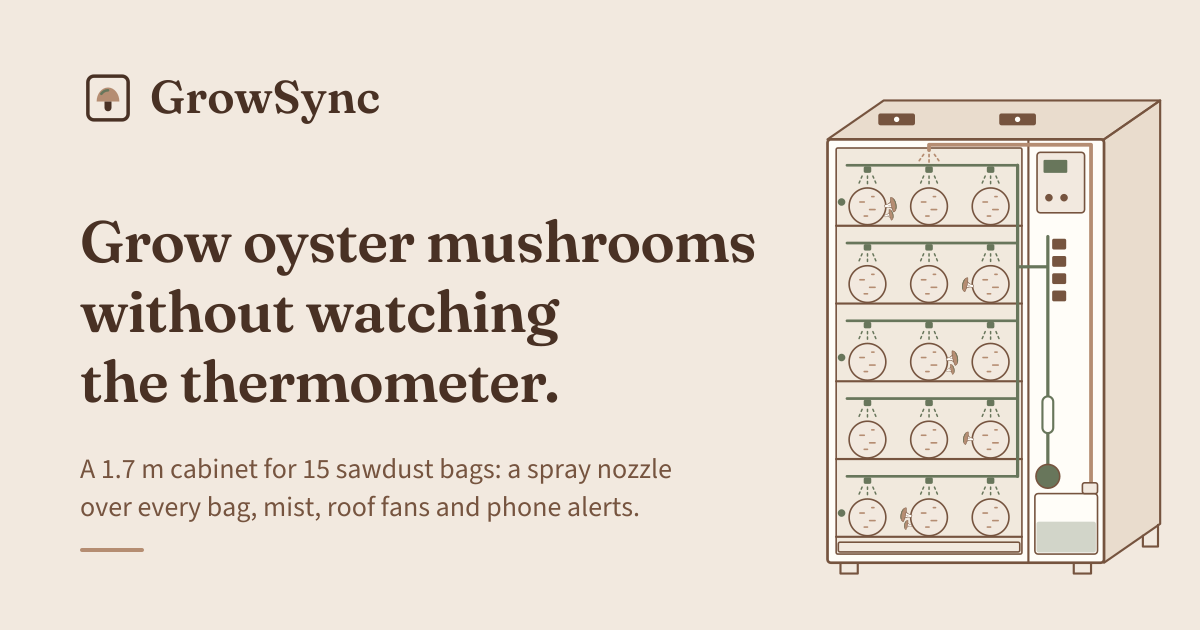 GrowSync
Grow oyster mushrooms
without watching
the thermometer.
A 1.7 m cabinet for 15 sawdust bags: a spray nozzle
over every bag, mist, roof fans and phone alerts.